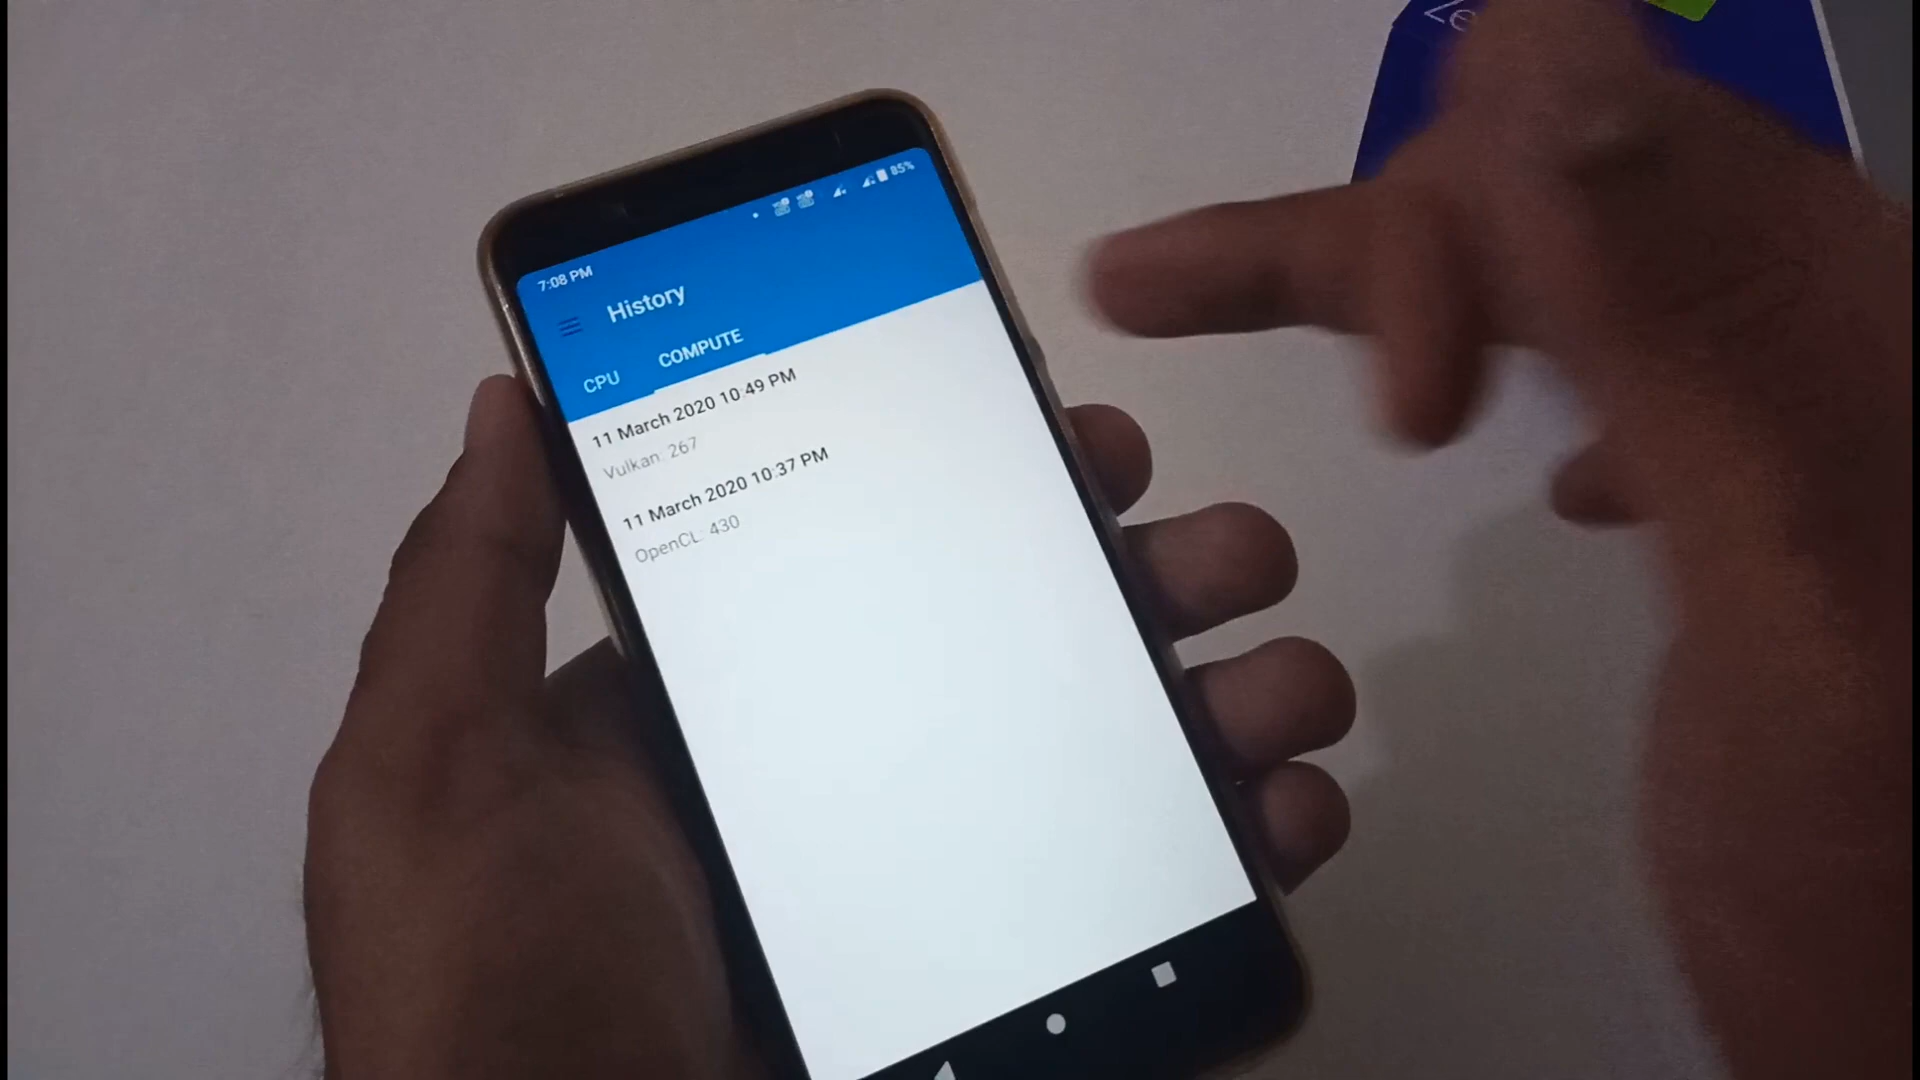 7:08 PM
85%
History
CPU
COMPUTE
11 March 2020 10:49 PM
Vulkan: 267
11 March 2020 10:37 PM
OpenCL: 430
Ze